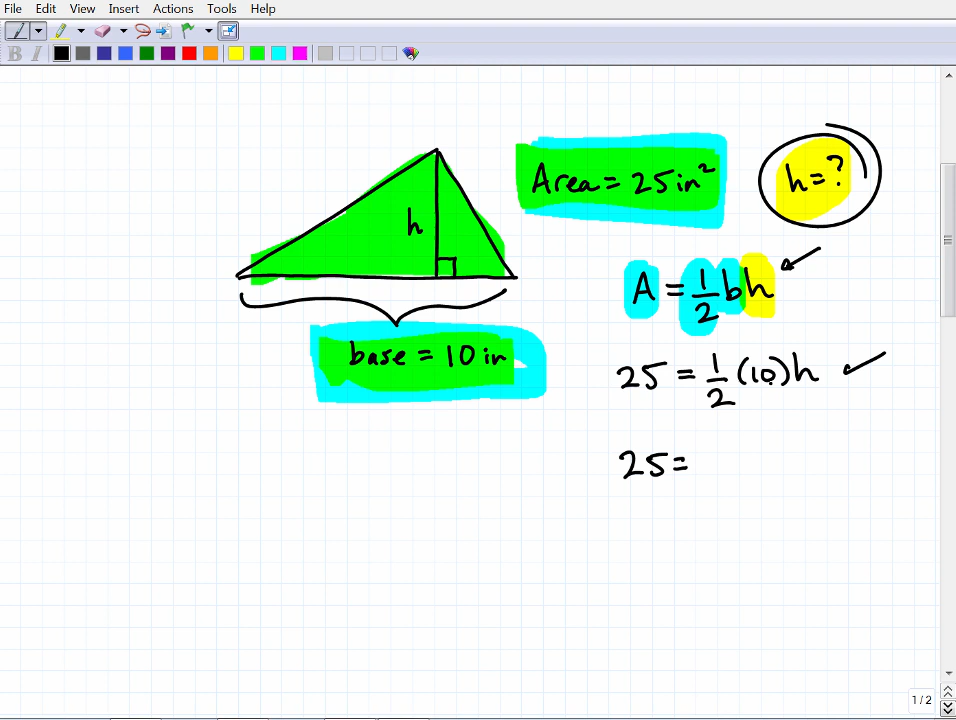 File Edit View Insert Actions Tools Help
B I
Area = 25 in²
h = ?
h
A = 1/2 bh
base = 10 in
25 = 1/2 (10)h
25 =
1 / 2